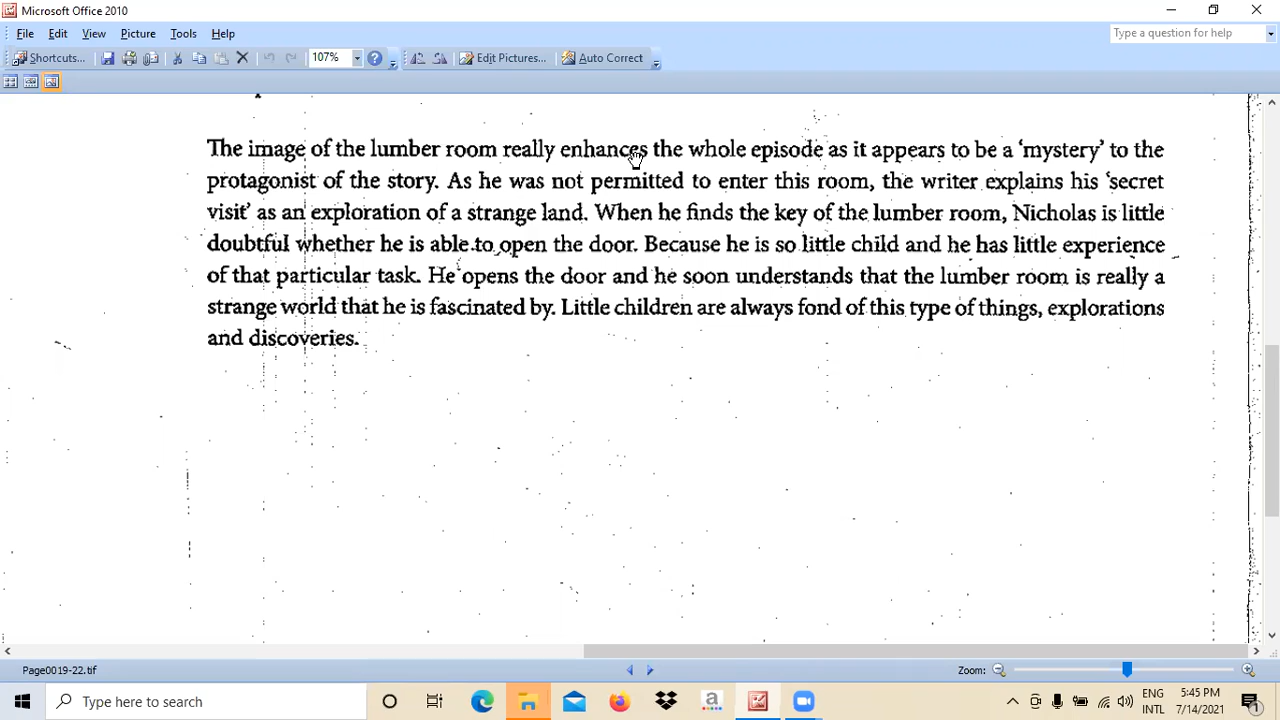 Microsoft Office 2010
File Edit View Picture Tools Help
Type a question for help
Shortcuts...
107%
Edit Pictures...
Auto Correct
The image of the lumber room really enhances the whole episode as it appears to be a ‘mystery’ to the
protagonist of the story. As he was not permitted to enter this room, the writer explains his ‘secret
visit’ as an exploration of a strange land. When he finds the key of the lumber room, Nicholas is little
doubtful whether he is able to open the door. Because he is so little child and he has little experience
of that particular task. He opens the door and he soon understands that the lumber room is really a
strange world that he is fascinated by. Little children are always fond of this type of things, explorations
and discoveries.
Page0019-22.tif
Zoom:
Type here to search
ENG
INTL
5:45 PM
7/14/2021